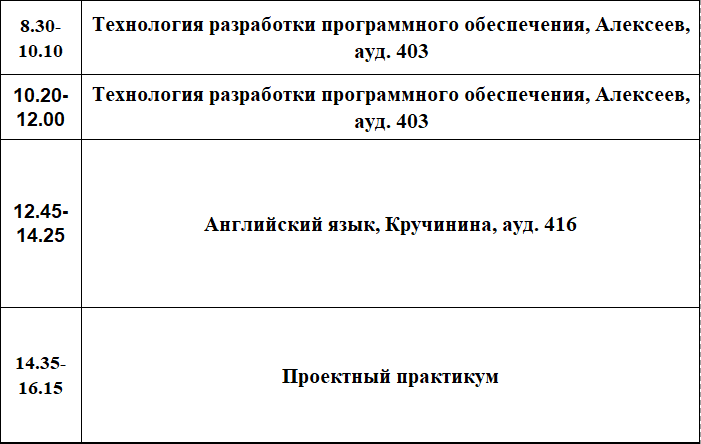 8.30-
10.10
Технология разработки программного обеспечения, Алексеев,
ауд. 403
10.20-
12.00
Технология разработки программного обеспечения, Алексеев,
ауд. 403
12.45-
14.25
Английский язык, Кручинина, ауд. 416
14.35-
16.15
Проектный практикум